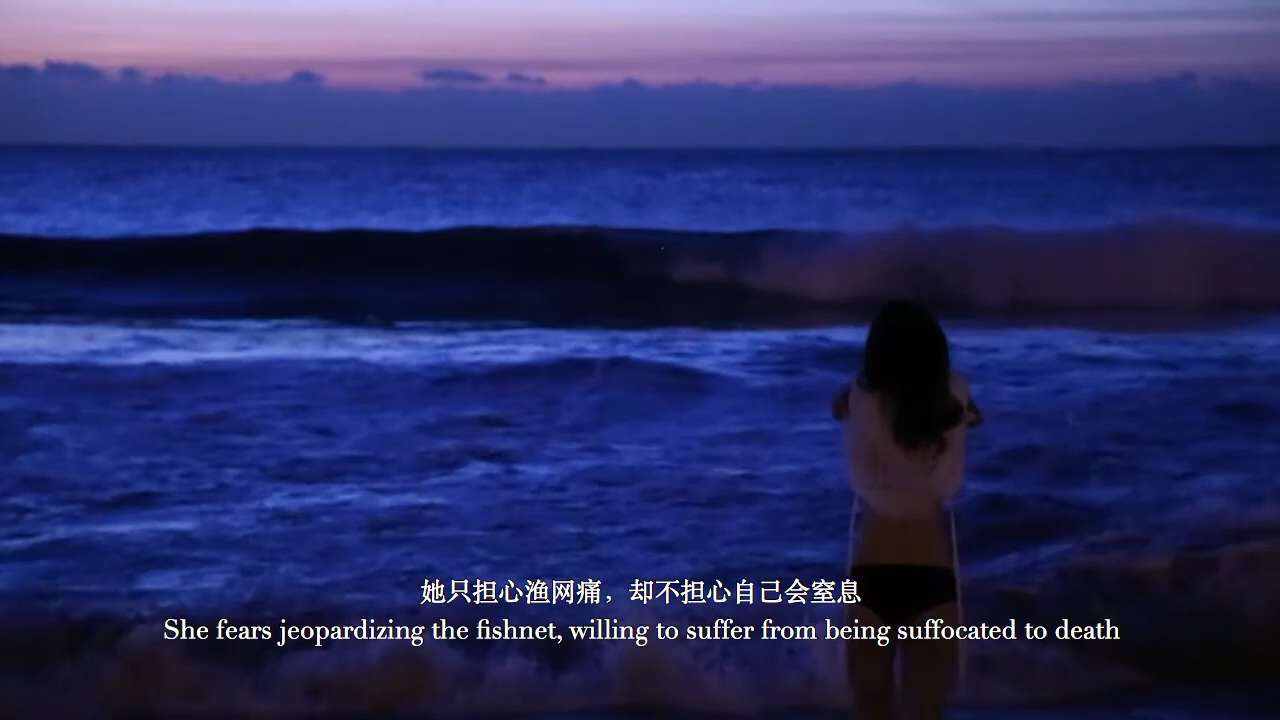 她只担心渔网痛，却不担心自己会窒息
She fears jeopardizing the fishnet, willing to suffer from being suffocated to death